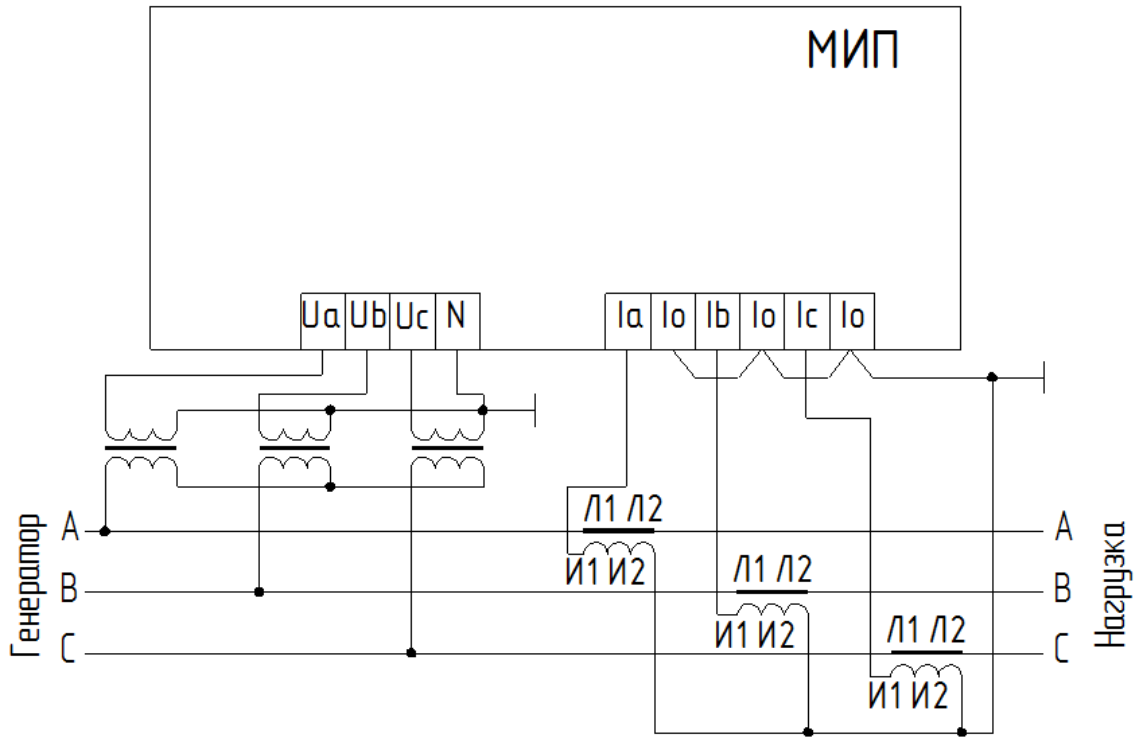 МИП
Ua Ub Uc N
Ia Io Ib Io Ic Io
Генератор
A
B
C
Л1 Л2
И1 И2
Л1 Л2
И1 И2
Л1 Л2
И1 И2
A
B
C
Нагрузка